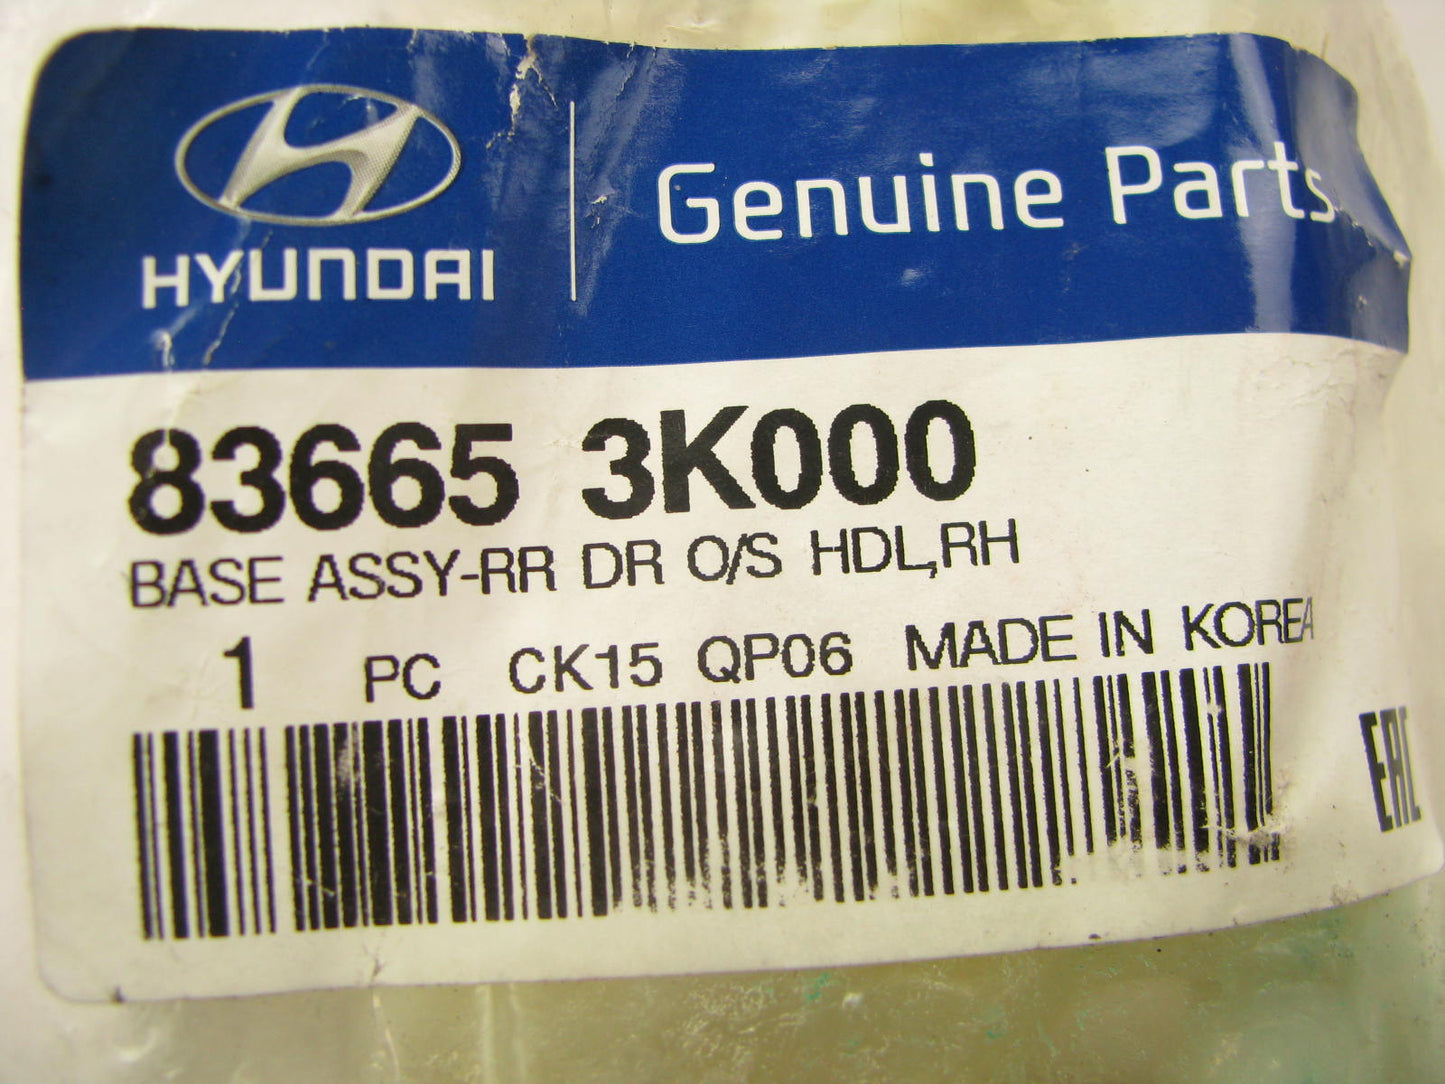 HYUNDAI
Genuine Parts
83665 3K000
BASE ASSY-RR DR O/S HDL,RH
1 PC CK15 QP06 MADE IN KOREA
EAC